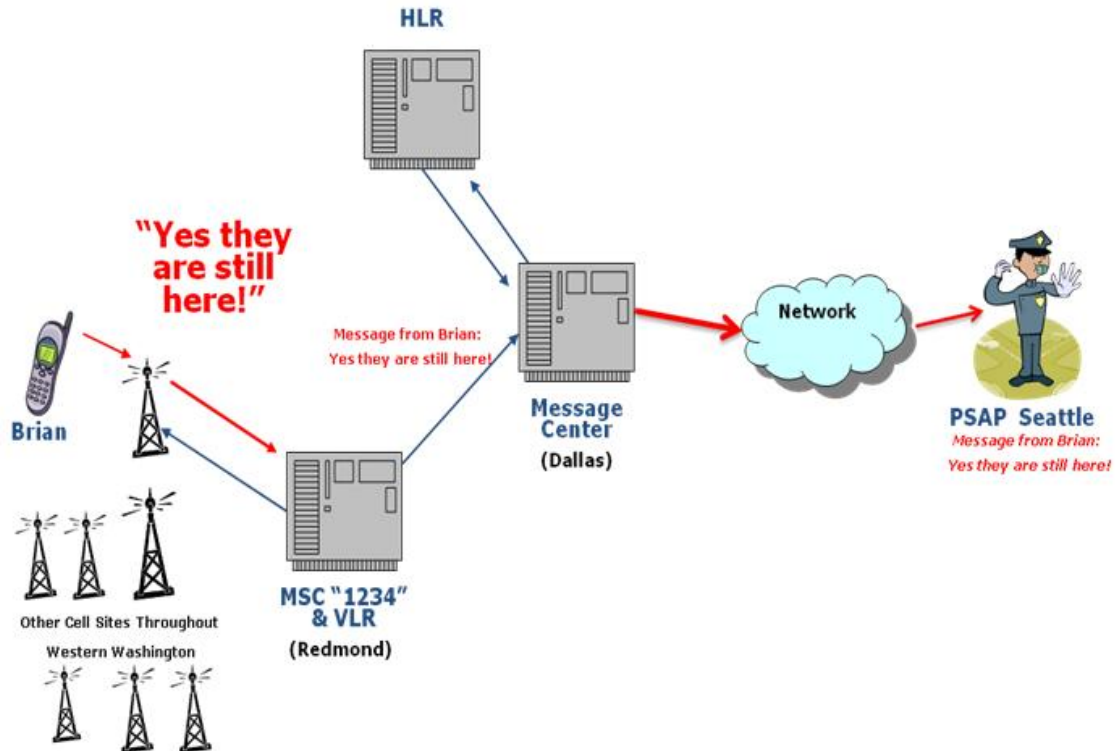 HLR
"Yes they
are still
here!"
Brian
Message from Brian:
Yes they are still here!
Message
Center
(Dallas)
Network
PSAP Seattle
Message from Brian:
Yes they are still here!
MSC "1234"
& VLR
(Redmond)
Other Cell Sites Throughout
Western Washington